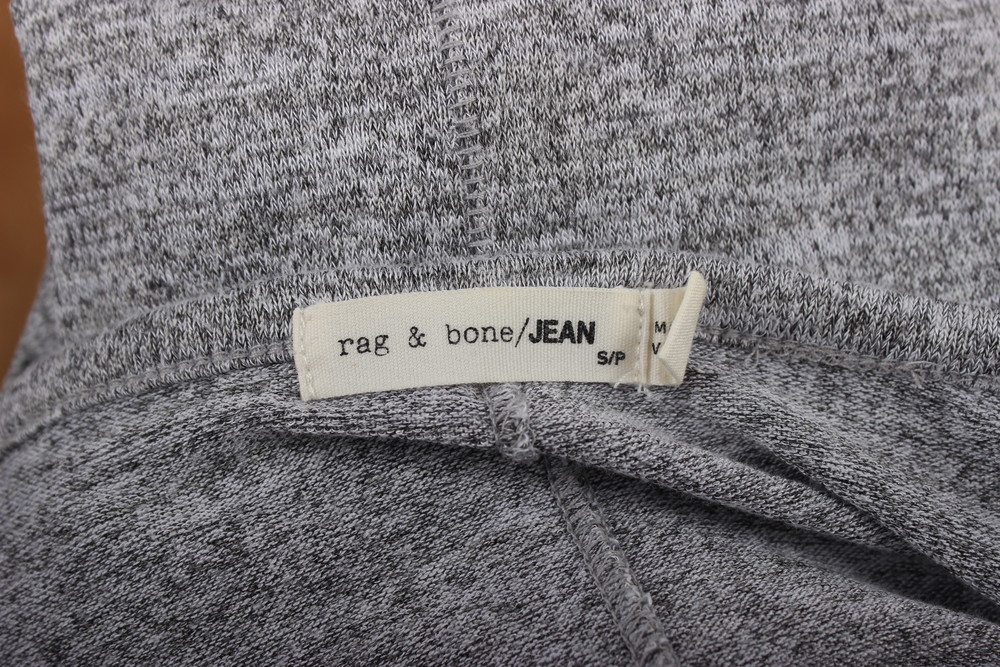 rag & bone/JEAN
S/P
M
V